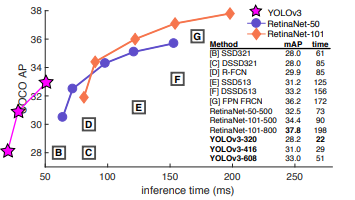 38
36
34
32
30
28
COCO AP
B
C
D
E
F
G
50
100
150
200
250
inference time (ms)
YOLOv3
RetinaNet-50
RetinaNet-101
Method mAP time
[B] SSD321 28.0 61
[C] DSSD321 28.0 85
[D] R-FCN 29.9 85
[E] SSD513 31.2 125
[F] DSSD513 33.2 156
[G] FPN FRCN 36.2 172
RetinaNet-50-500 32.5 73
RetinaNet-101-500 34.4 90
RetinaNet-101-800 37.8 198
YOLOv3-320 28.2 22
YOLOv3-416 31.0 29
YOLOv3-608 33.0 51